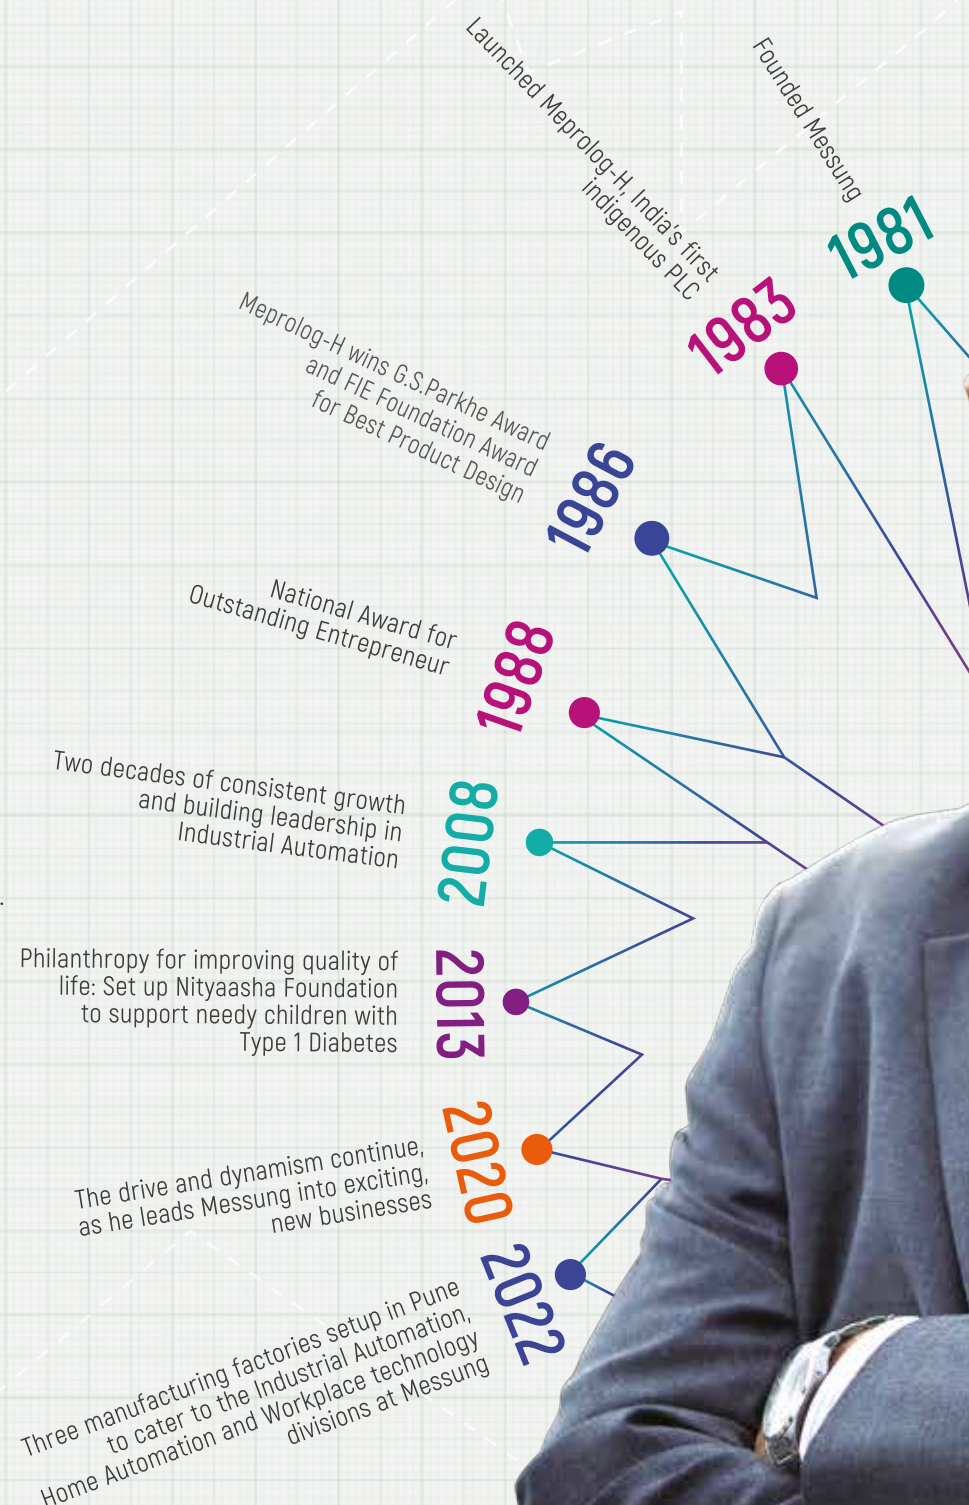 Founded Messung
1981
Launched Meprolog-H, India's first
indigenous PLC
1983
Meprolog-H wins G.S.Parkhe Award
and FIE Foundation Award
for Best Product Design
1986
National Award for
Outstanding Entrepreneur
1988
Two decades of consistent growth
and building leadership in
Industrial Automation
2008
Philanthropy for improving quality of
life: Set up Nityaasha Foundation
to support needy children with
Type 1 Diabetes
2013
The drive and dynamism continue,
as he leads Messung into exciting,
new businesses
2020
Three manufacturing factories setup in Pune
to cater to the Industrial Automation,
Home Automation and Workplace technology
divisions at Messung
2022